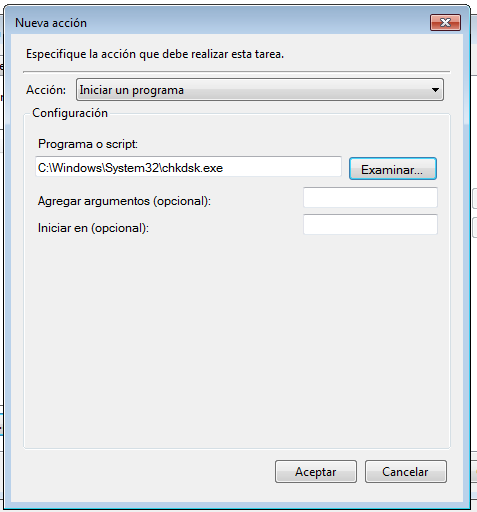 Nueva acción
Especifique la acción que debe realizar esta tarea.
Acción: Iniciar un programa
Configuración
Programa o script:
C:\Windows\System32\chkdsk.exe Examinar...
Agregar argumentos (opcional):
Iniciar en (opcional):
Aceptar Cancelar